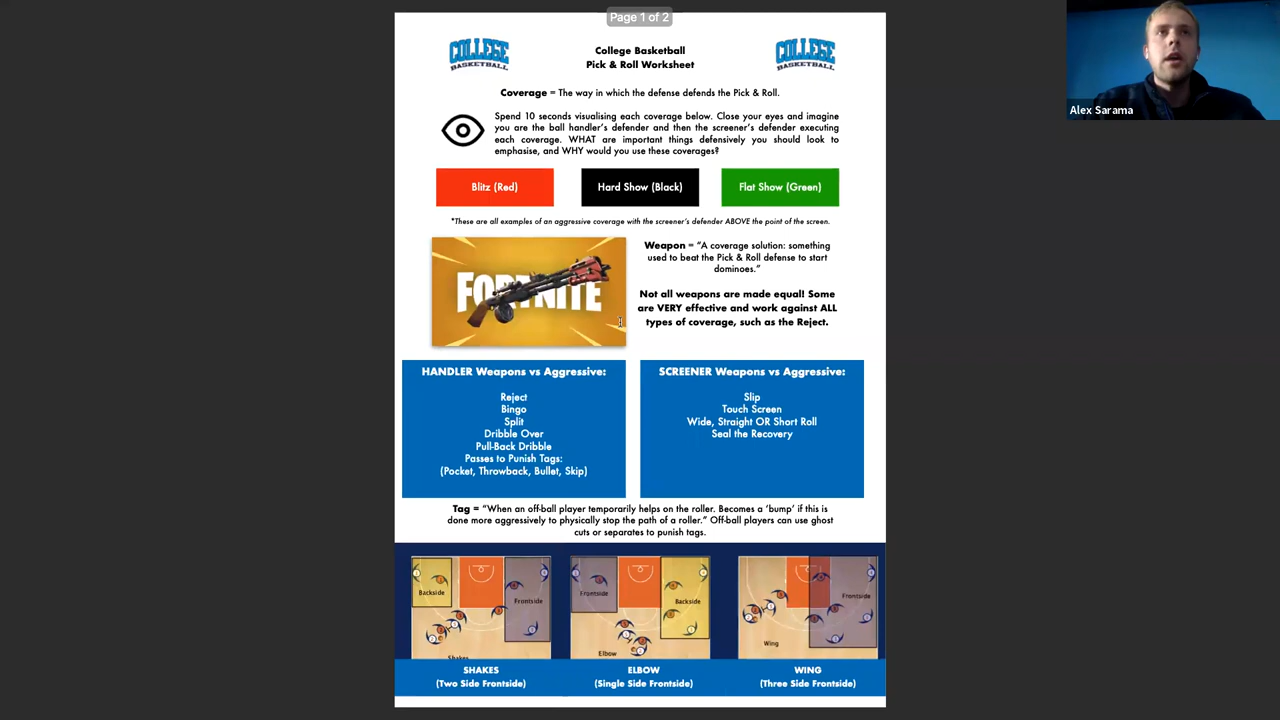 Page 1 of 2
COLLEGE
BASKETBALL
College Basketball
Pick & Roll Worksheet
COLLEGE
BASKETBALL
Alex Sarama
Coverage = The way in which the defense defends the Pick & Roll.
Spend 10 seconds visualising each coverage below. Close your eyes and imagine
you are the ball handler's defender and then the screener's defender executing
each coverage. WHAT are important things defensively you should look to
emphasise, and WHY would you use these coverages?
Blitz (Red)
Hard Show (Black)
Flat Show (Green)
*These are all examples of an aggressive coverage with the screener's defender ABOVE the point of the screen.
FORTNITE
Weapon = "A coverage solution: something
used to beat the Pick & Roll defense to start
dominoes."
Not all weapons are made equal! Some
are VERY effective and work against ALL
types of coverage, such as the Reject.
HANDLER Weapons vs Aggressive:
Reject
Bingo
Split
Dribble Over
Pull-Back Dribble
Passes to Punish Tags:
(Pocket, Throwback, Bullet, Skip)
SCREENER Weapons vs Aggressive:
Slip
Touch Screen
Wide, Straight OR Short Roll
Seal the Recovery
Tag = "When an off-ball player temporarily helps on the roller. Becomes a 'bump' if this is
done more aggressively to physically stop the path of a roller." Off-ball players can use ghost
cuts or separates to punish tags.
Backside
Frontside
Shakes
Frontside
Backside
Elbow
Frontside
Wing
SHAKES
(Two Side Frontside)
ELBOW
(Single Side Frontside)
WING
(Three Side Frontside)